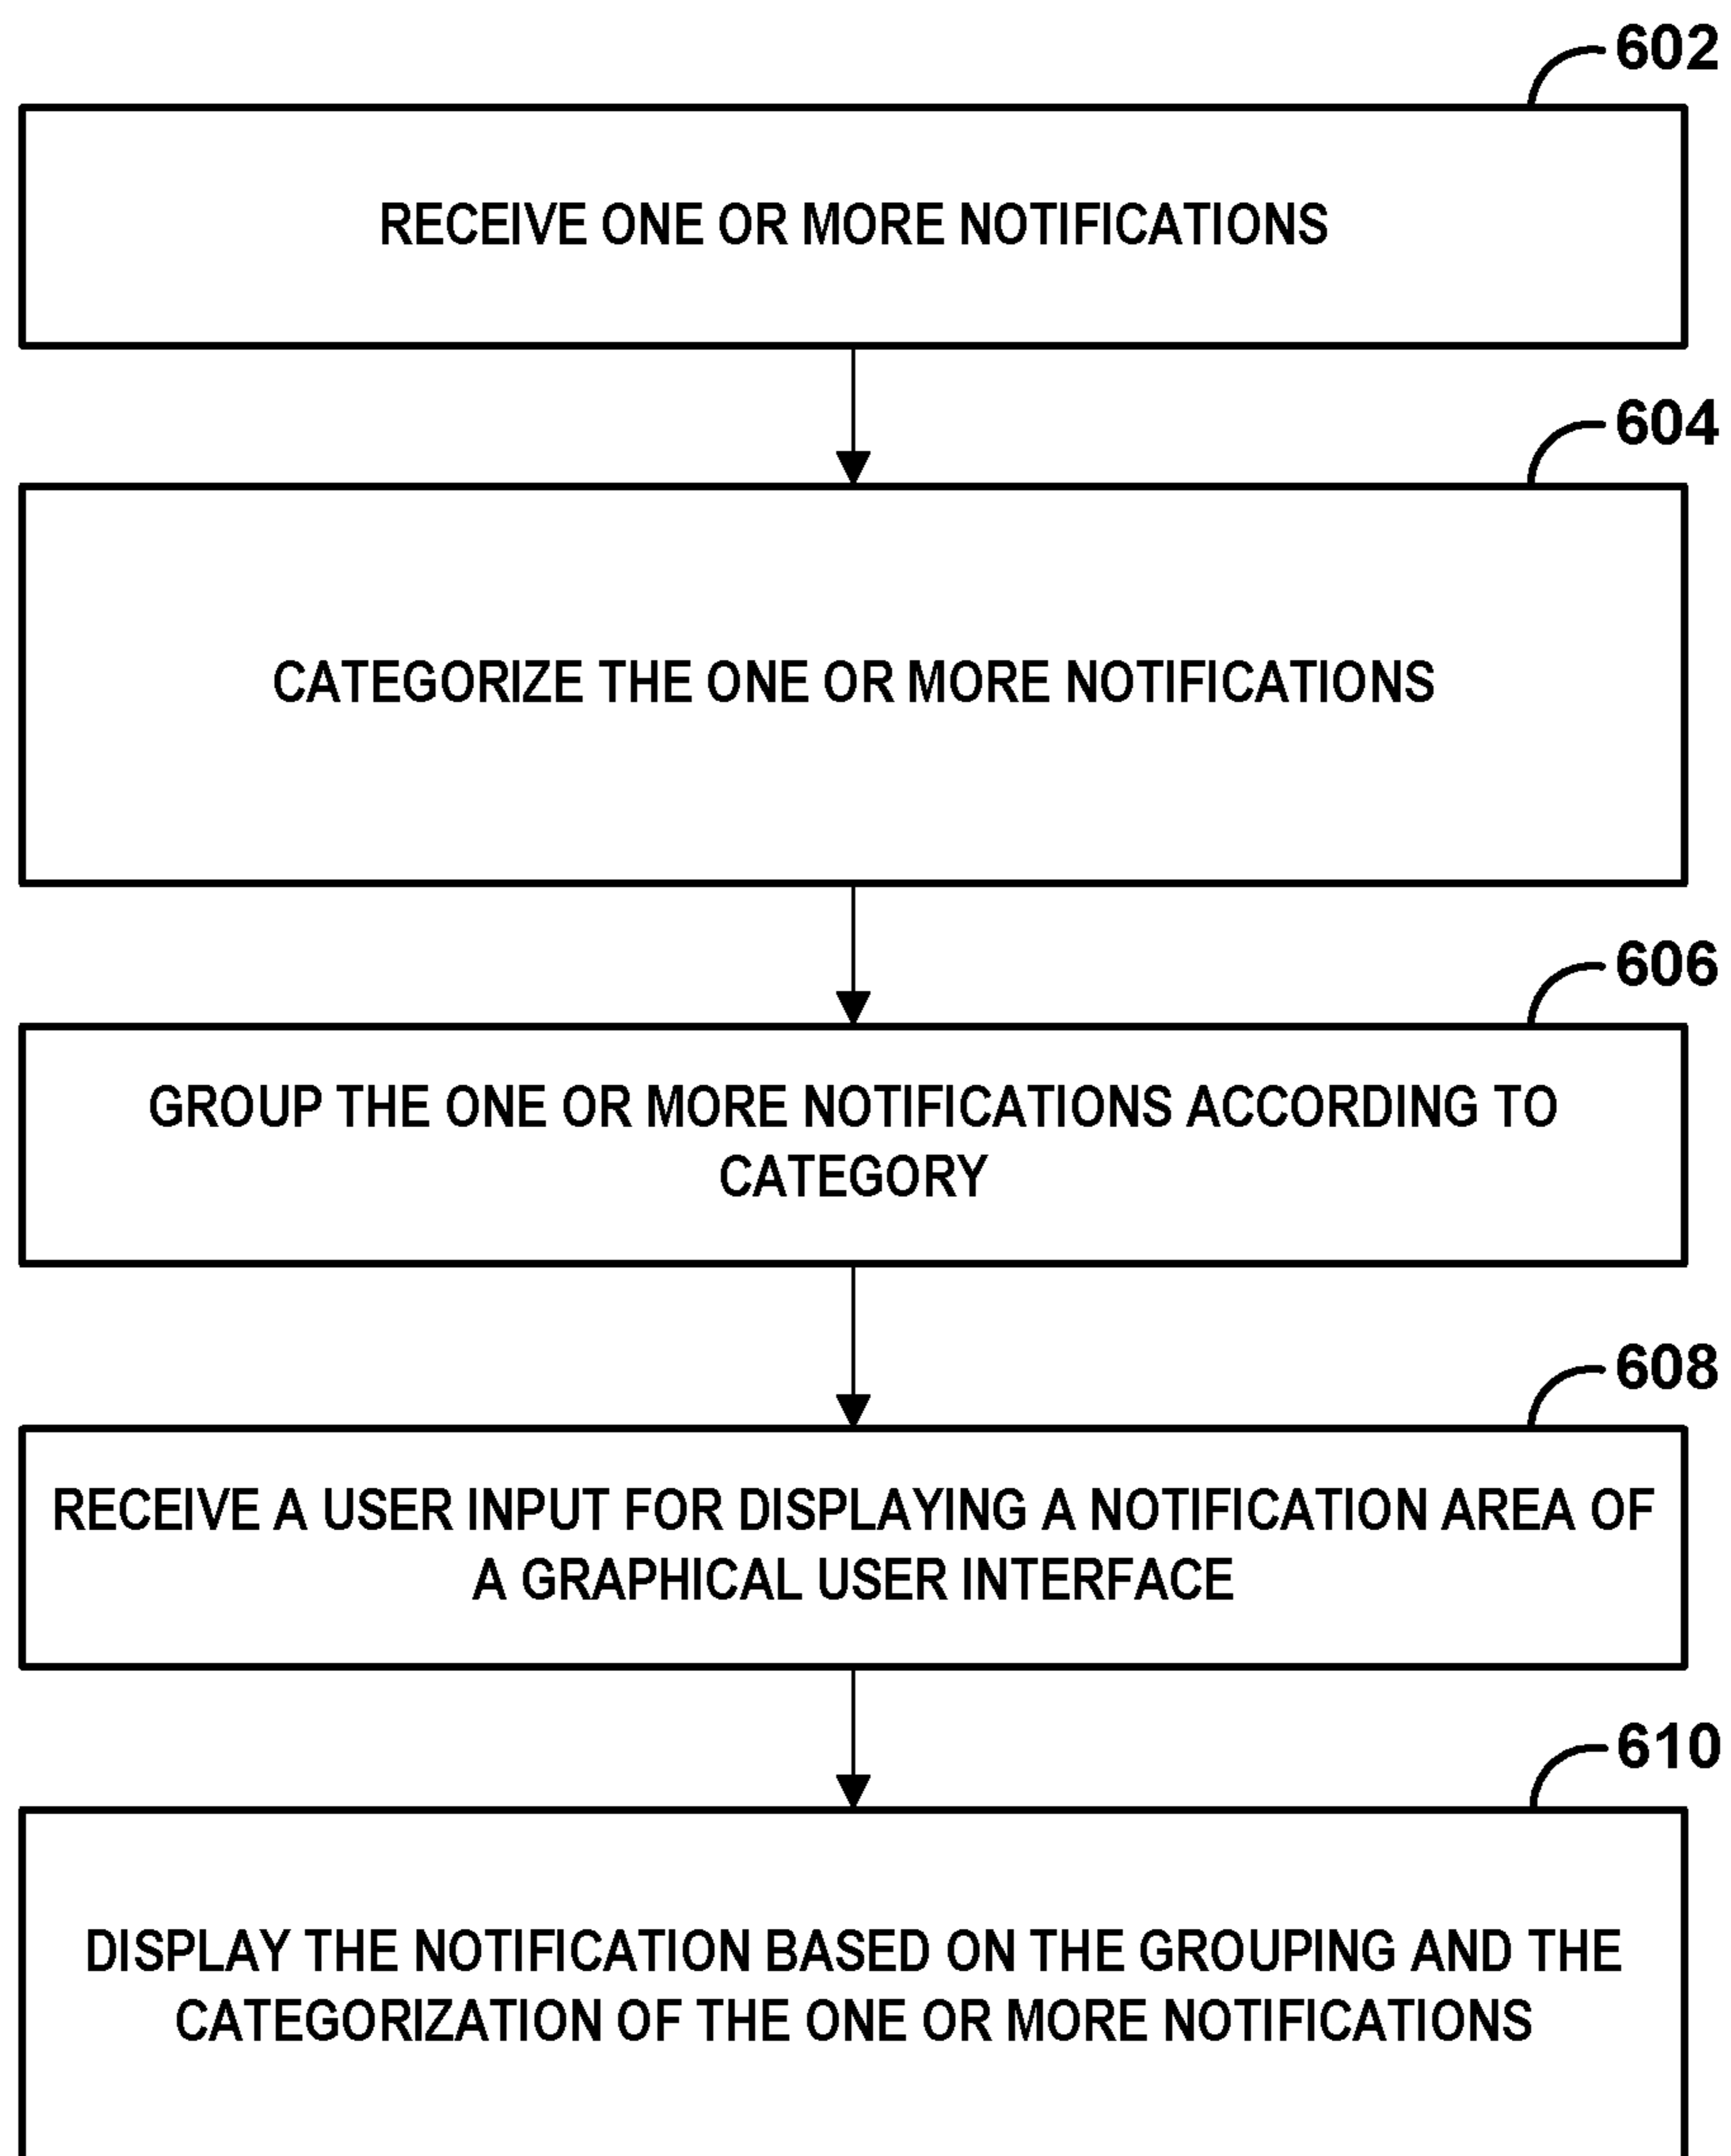 602
RECEIVE ONE OR MORE NOTIFICATIONS
604
CATEGORIZE THE ONE OR MORE NOTIFICATIONS
606
GROUP THE ONE OR MORE NOTIFICATIONS ACCORDING TO
CATEGORY
608
RECEIVE A USER INPUT FOR DISPLAYING A NOTIFICATION AREA OF
A GRAPHICAL USER INTERFACE
610
DISPLAY THE NOTIFICATION BASED ON THE GROUPING AND THE
CATEGORIZATION OF THE ONE OR MORE NOTIFICATIONS